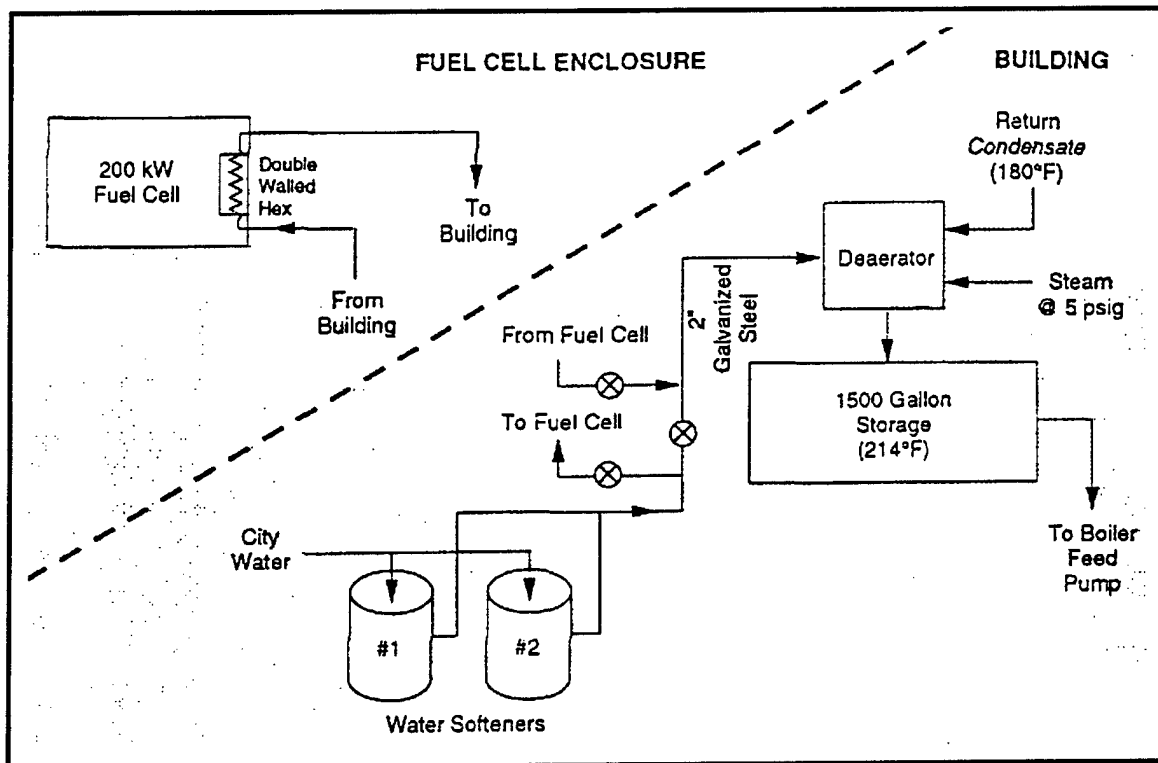 FUEL CELL ENCLOSURE
BUILDING
200 kW
Fuel Cell
Double
Walled
Hex
To
Building
From
Building
Return
Condensate
(180°F)
Deaerator
Steam
@ 5 psig
2"
Galvanized
Steel
From Fuel Cell
To Fuel Cell
1500 Gallon
Storage
(214°F)
To Boiler
Feed
Pump
City
Water
#1
#2
Water Softeners